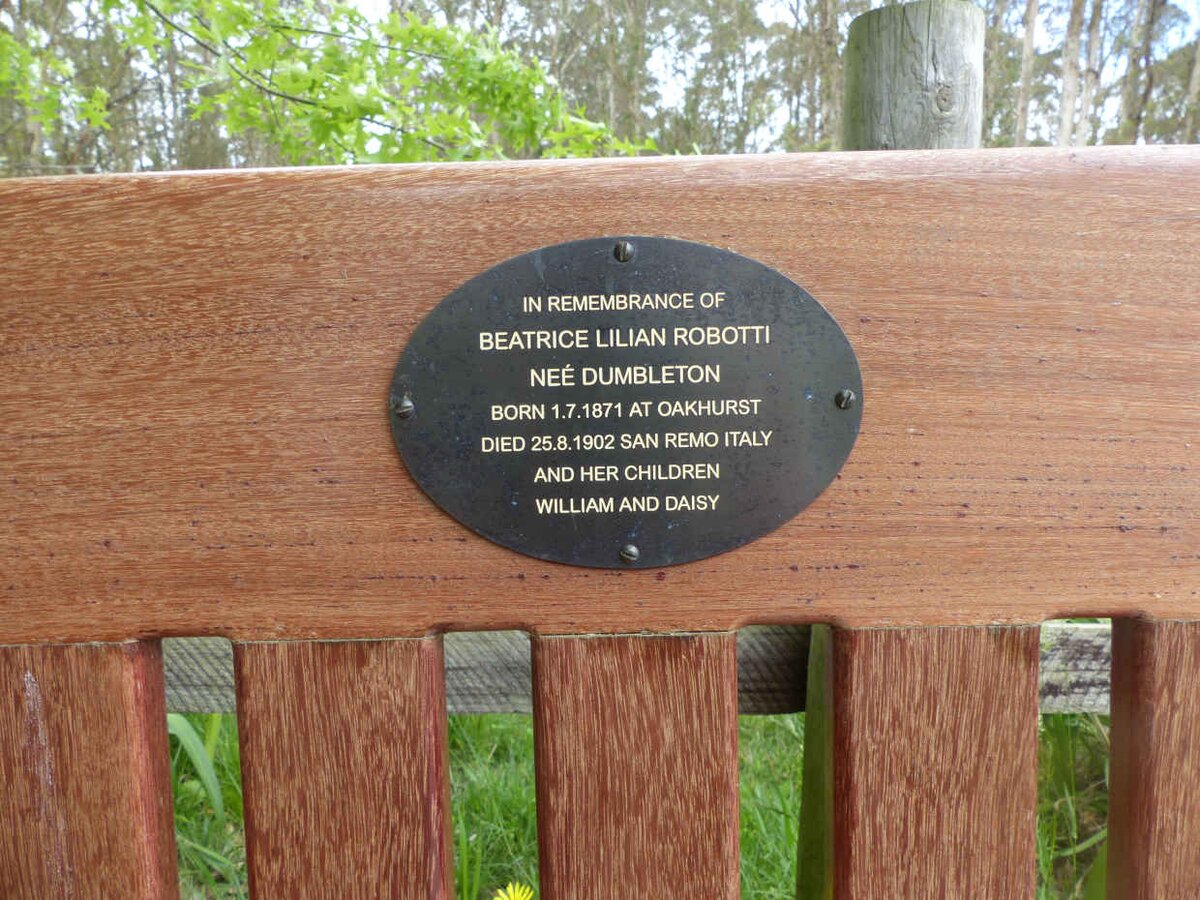 IN REMEMBRANCE OF
BEATRICE LILIAN ROBOTTI
NEÉ DUMBLETON
BORN 1.7.1871 AT OAKHURST
DIED 25.8.1902 SAN REMO ITALY
AND HER CHILDREN
WILLIAM AND DAISY